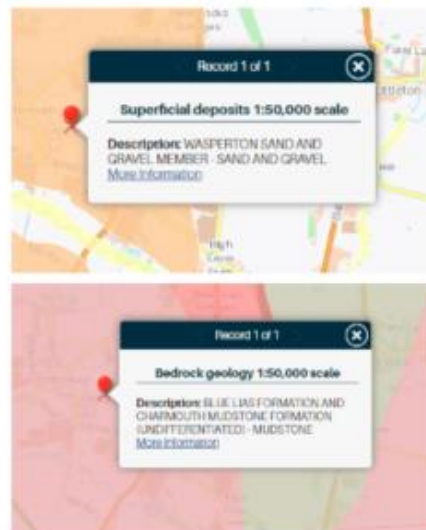 Record 1 of 1
Superficial deposits 1:50,000 scale
Description: WASPERTON SAND AND
GRAVEL MEMBER - SAND AND GRAVEL
More Information
High
Record 1 of 1
Bedrock geology 1:50,000 scale
Description: BLUE LIAS FORMATION AND
CHARMOUTH MUDSTONE FORMATION
(UNDIFFERENTIATED) - MUDSTONE
More Information